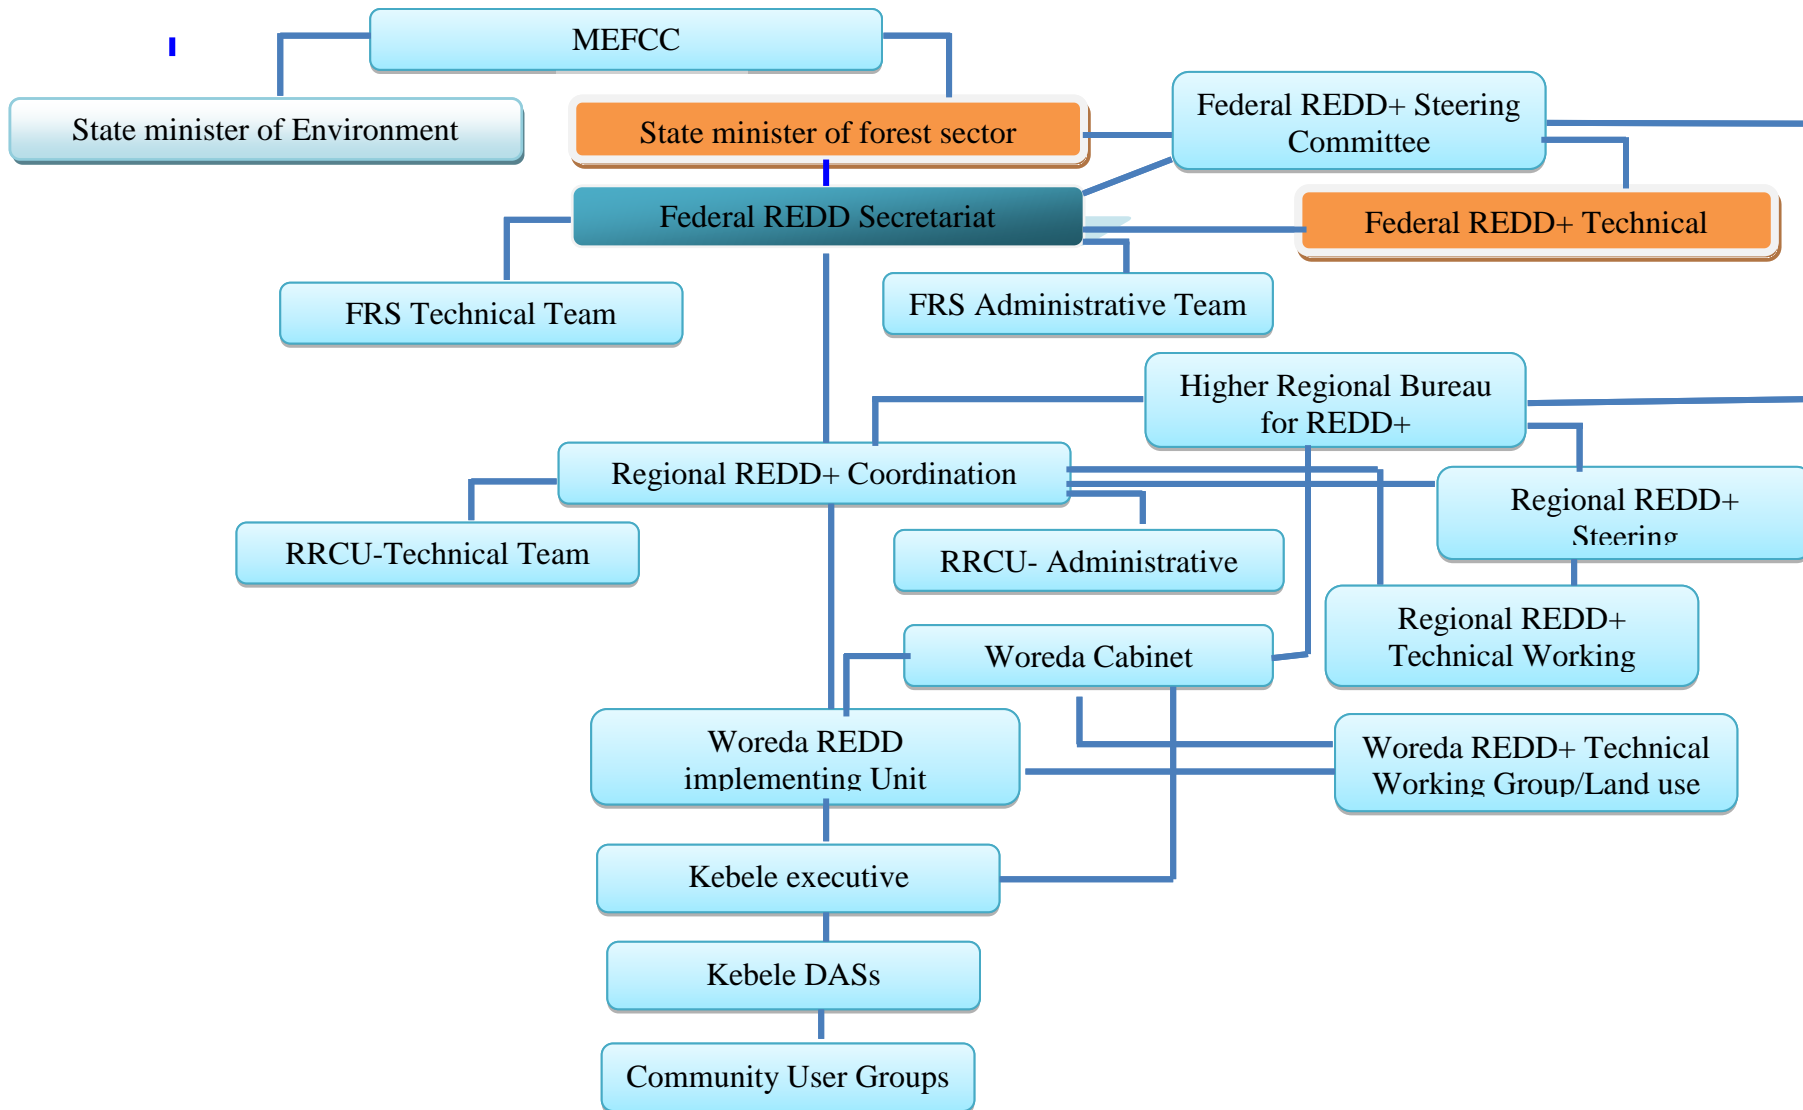 MEFCC
State minister of Environment
State minister of forest sector
Federal REDD+ Steering
Committee
Federal REDD Secretariat
Federal REDD+ Technical
FRS Technical Team
FRS Administrative Team
Higher Regional Bureau
for REDD+
Regional REDD+ Coordination
Regional REDD+
Steering
RRCU-Technical Team
RRCU- Administrative
Regional REDD+
Technical Working
Woreda Cabinet
Woreda REDD
implementing Unit
Woreda REDD+ Technical
Working Group/Land use
Kebele executive
Kebele DASs
Community User Groups